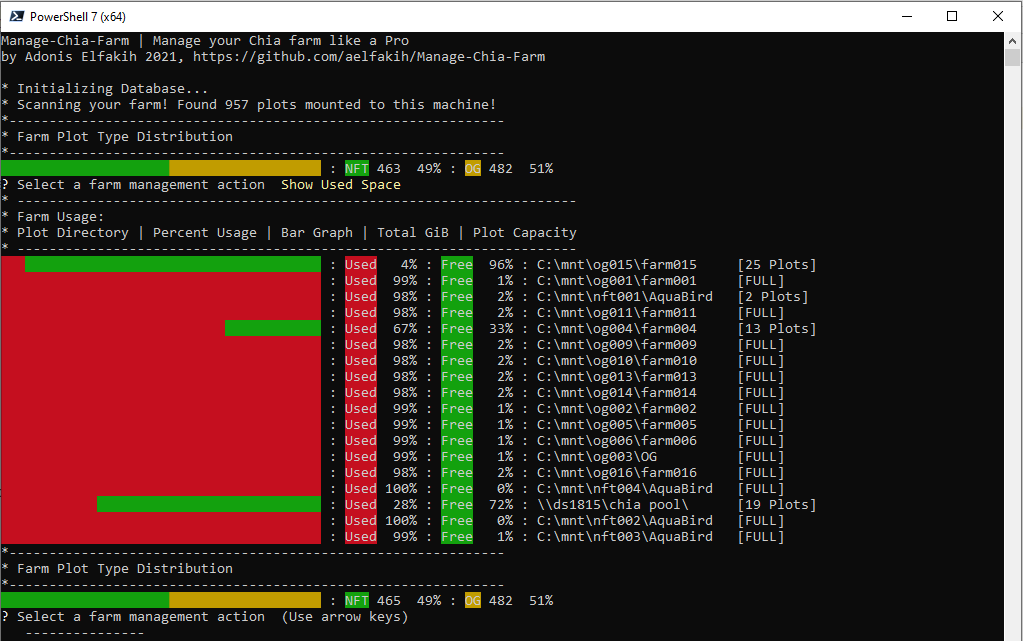 PowerShell 7 (x64)
Manage-Chia-Farm | Manage your Chia farm like a Pro
by Adonis Elfakih 2021, https://github.com/aelfakih/Manage-Chia-Farm
* Initializing Database...
* Scanning your farm! Found 957 plots mounted to this machine!
*--------------------------------------------------------------
* Farm Plot Type Distribution
*--------------------------------------------------------------
: NFT 463  49% : OG 482  51%
? Select a farm management action  Show Used Space
* ----------------------------------------------------------------------
* Farm Usage:
* Plot Directory | Percent Usage | Bar Graph | Total GiB | Plot Capacity
* ----------------------------------------------------------------------
: Used   4% : Free  96% : C:\mnt\og015\farm015     [25 Plots]
: Used  99% : Free   1% : C:\mnt\og001\farm001     [FULL]
: Used  98% : Free   2% : C:\mnt\nft001\AquaBird   [2 Plots]
: Used  98% : Free   2% : C:\mnt\og011\farm011     [FULL]
: Used  67% : Free  33% : C:\mnt\og004\farm004     [13 Plots]
: Used  98% : Free   2% : C:\mnt\og009\farm009     [FULL]
: Used  98% : Free   2% : C:\mnt\og010\farm010     [FULL]
: Used  98% : Free   2% : C:\mnt\og013\farm013     [FULL]
: Used  98% : Free   2% : C:\mnt\og014\farm014     [FULL]
: Used  99% : Free   1% : C:\mnt\og002\farm002     [FULL]
: Used  99% : Free   1% : C:\mnt\og005\farm005     [FULL]
: Used  99% : Free   1% : C:\mnt\og006\farm006     [FULL]
: Used  99% : Free   1% : C:\mnt\og003\OG          [FULL]
: Used  98% : Free   2% : C:\mnt\og016\farm016     [FULL]
: Used 100% : Free   0% : C:\mnt\nft004\AquaBird   [FULL]
: Used  28% : Free  72% : \\ds1815\chia pool\      [19 Plots]
: Used 100% : Free   0% : C:\mnt\nft002\AquaBird   [FULL]
: Used  99% : Free   1% : C:\mnt\nft003\AquaBird   [FULL]
*--------------------------------------------------------------
* Farm Plot Type Distribution
*--------------------------------------------------------------
: NFT 465  49% : OG 482  51%
? Select a farm management action  (Use arrow keys)
---------------